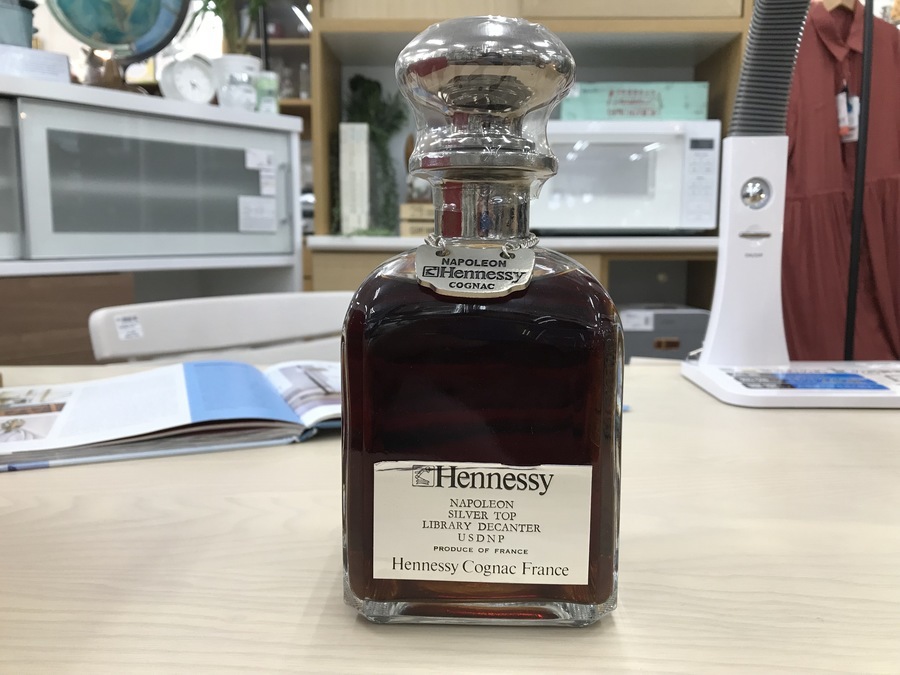 NAPOLEON
Hennessy
COGNAC
Hennessy
NAPOLEON
SILVER TOP
LIBRARY DECANTER
USDNP
PRODUCE OF FRANCE
Hennessy Cognac France